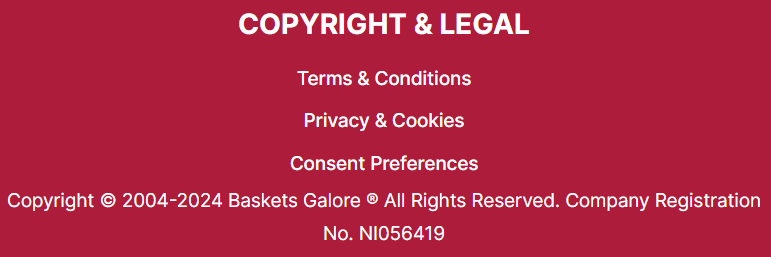 COPYRIGHT & LEGAL
Terms & Conditions
Privacy & Cookies
Consent Preferences
Copyright © 2004-2024 Baskets Galore ® All Rights Reserved. Company Registration
No. NI056419